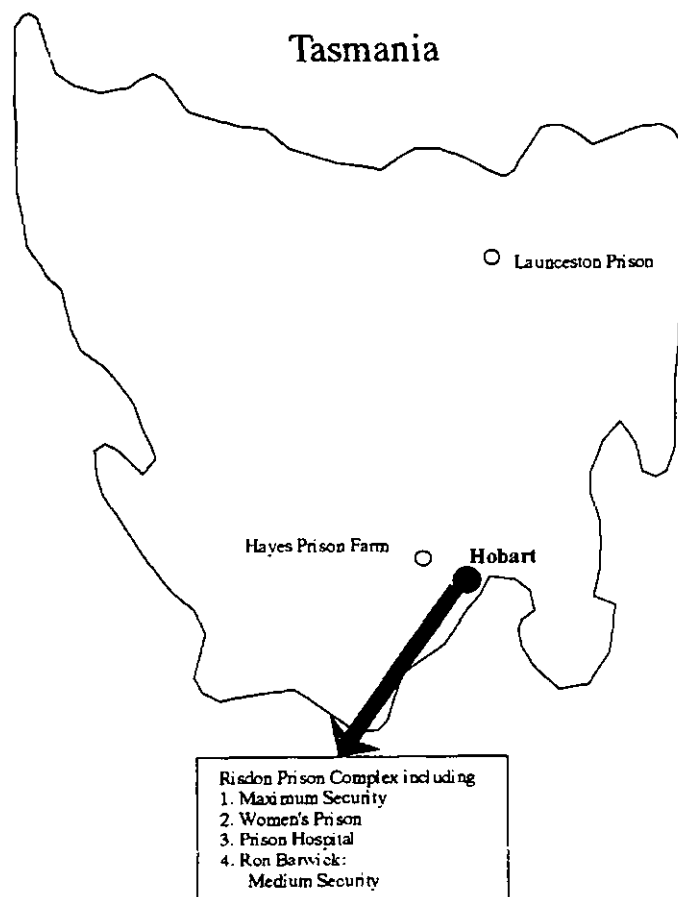 Tasmania
Launceston Prison
Hayes Prison Farm
Hobart
Risdon Prison Complex including
1. Maximum Security
2. Women's Prison
3. Prison Hospital
4. Ron Barwick:
Medium Security